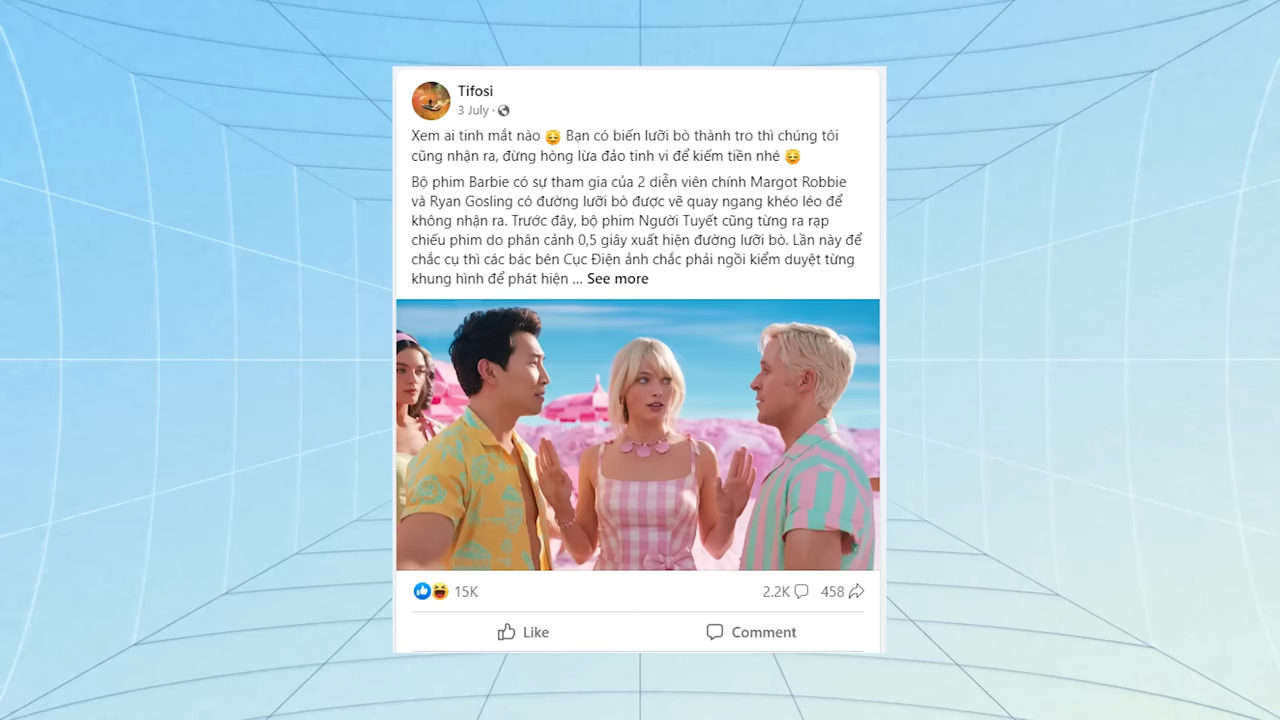 Tifosi
3 July ·
Xem ai tinh mắt nào 😌 Bạn có biến lưỡi bò thành tro thì chúng tôi
cũng nhận ra, đừng hòng lừa đảo tinh vi để kiếm tiền nhé 😌
Bộ phim Barbie có sự tham gia của 2 diễn viên chính Margot Robbie
và Ryan Gosling có đường lưỡi bò được vẽ quay ngang khéo léo để
không nhận ra. Trước đây, bộ phim Người Tuyết cũng từng ra rạp
chiếu phim do phân cảnh 0,5 giây xuất hiện đường lưỡi bò. Lần này để
chắc cụ thì các bác bên Cục Điện ảnh chắc phải ngồi kiểm duyệt từng
khung hình để phát hiện ... See more
15K
2.2K 458
Like Comment